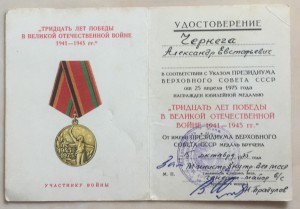 "ТРИДЦАТЬ ЛЕТ ПОБЕДЫ
В ВЕЛИКОЙ ОТЕЧЕСТВЕННОЙ ВОЙНЕ
1941—1945 гг."
УЧАСТНИКУ ВОЙНЫ
УДОСТОВЕРЕНИЕ
Чернега
Александр Евстафьевич
В СООТВЕТСТВИИ С УКАЗОМ ПРЕЗИДИУМА
ВЕРХОВНОГО СОВЕТА СССР
от 25 апреля 1975 года
НАГРАЖДЕН ЮБИЛЕЙНОЙ МЕДАЛЬЮ
"ТРИДЦАТЬ ЛЕТ ПОБЕДЫ
В ВЕЛИКОЙ ОТЕЧЕСТВЕННОЙ
ВОЙНЕ 1941—1945 гг."
От имени ПРЕЗИДИУМА ВЕРХОВНОГО
СОВЕТА СССР МЕДАЛЬ ВРУЧЕНА
октября
М. П.